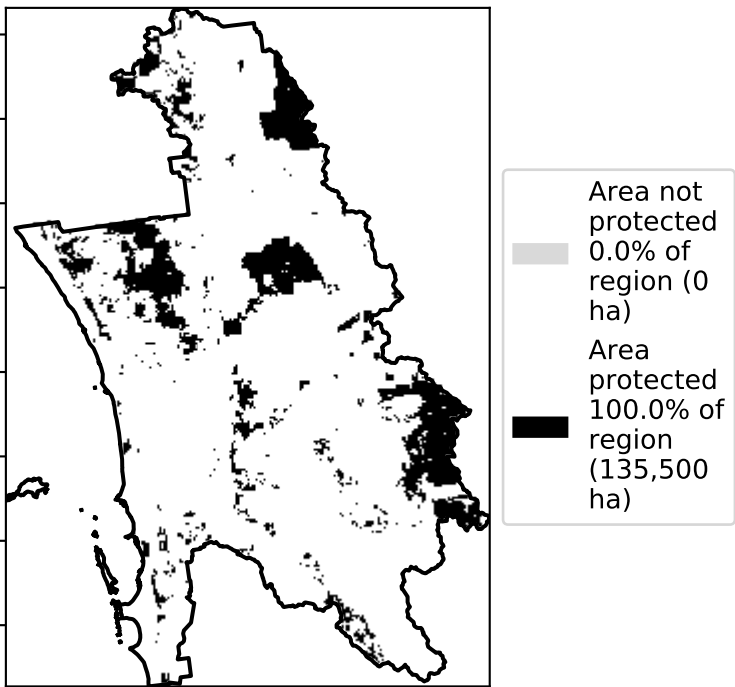 Area not
protected
0.0% of
region (0
ha)
Area
protected
100.0% of
region
(135,500
ha)